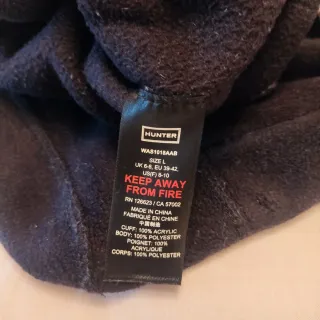 HUNTER
WAS1018AAB
SIZE L
UK 6-8, EU 39-42,
US(F) 8-10
KEEP AWAY
FROM FIRE
RN 126623 / CA 57002
MADE IN CHINA
FABRIQUÉ EN CHINE
中国制造
CUFF: 100% ACRYLIC
BODY: 100% POLYESTER
POIGNET: 100%
ACRYLIQUE
CORPS: 100% POLYESTER